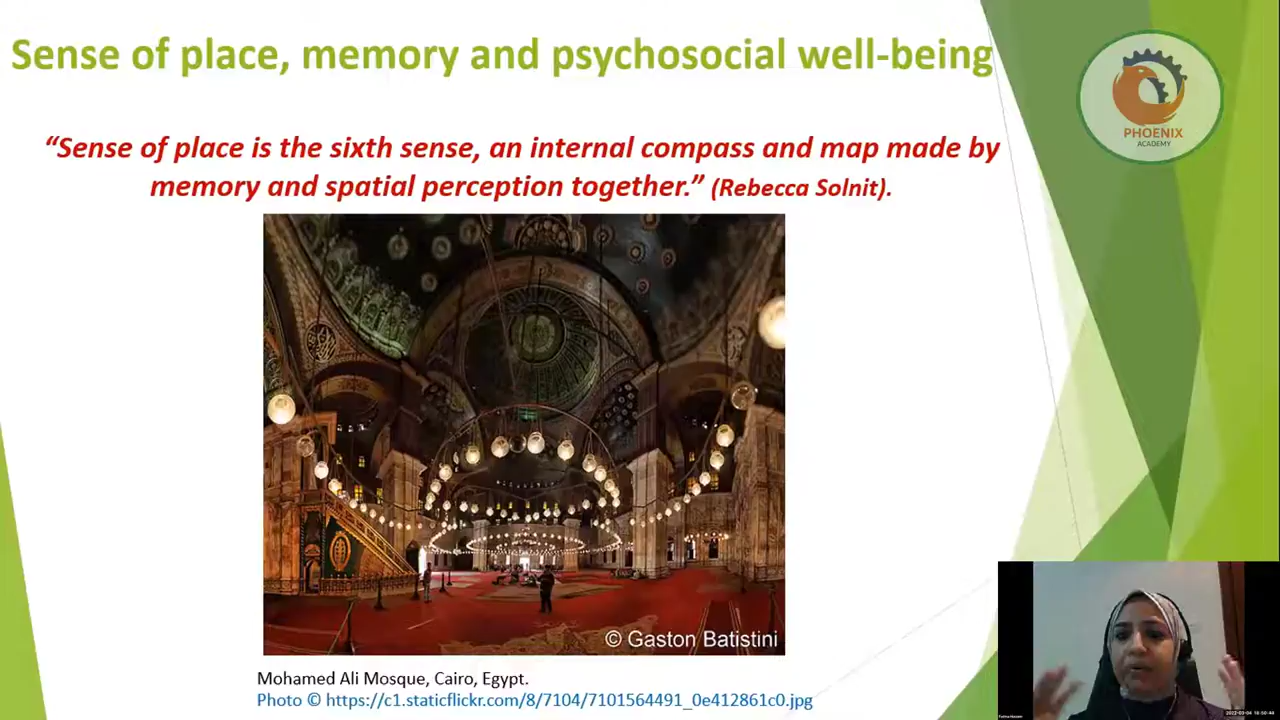 Sense of place, memory and psychosocial well-being
“Sense of place is the sixth sense, an internal compass and map made by
memory and spatial perception together.” (Rebecca Solnit).
PHOENIX
ACADEMY
© Gaston Batistini
Mohamed Ali Mosque, Cairo, Egypt.
Photo © https://c1.staticflickr.com/8/7104/7101564491_0e412861c0.jpg